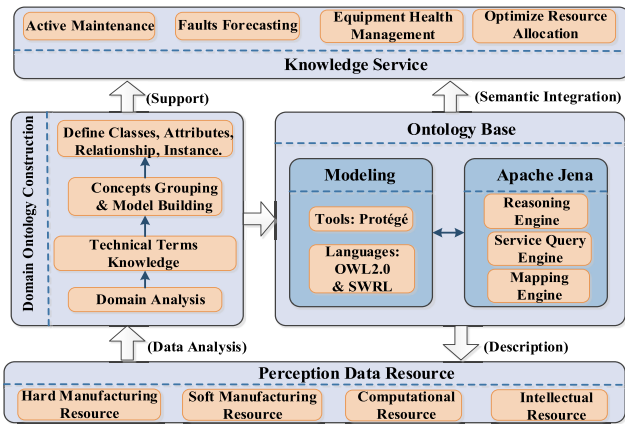 Active Maintenance
Faults Forecasting
Equipment Health
Management
Optimize Resource
Allocation
Knowledge Service
(Support)
(Semantic Integration)
Domain Ontology Construction
Define Classes, Attributes,
Relationship, Instance.
Concepts Grouping
& Model Building
Technical Terms
Knowledge
Domain Analysis
Ontology Base
Modeling
Tools: Protégé
Languages:
OWL2.0
& SWRL
Apache Jena
Reasoning
Engine
Service Query
Engine
Mapping
Engine
(Data Analysis)
(Description)
Perception Data Resource
Hard Manufacturing
Resource
Soft Manufacturing
Resource
Computational
Resource
Intellectual
Resource